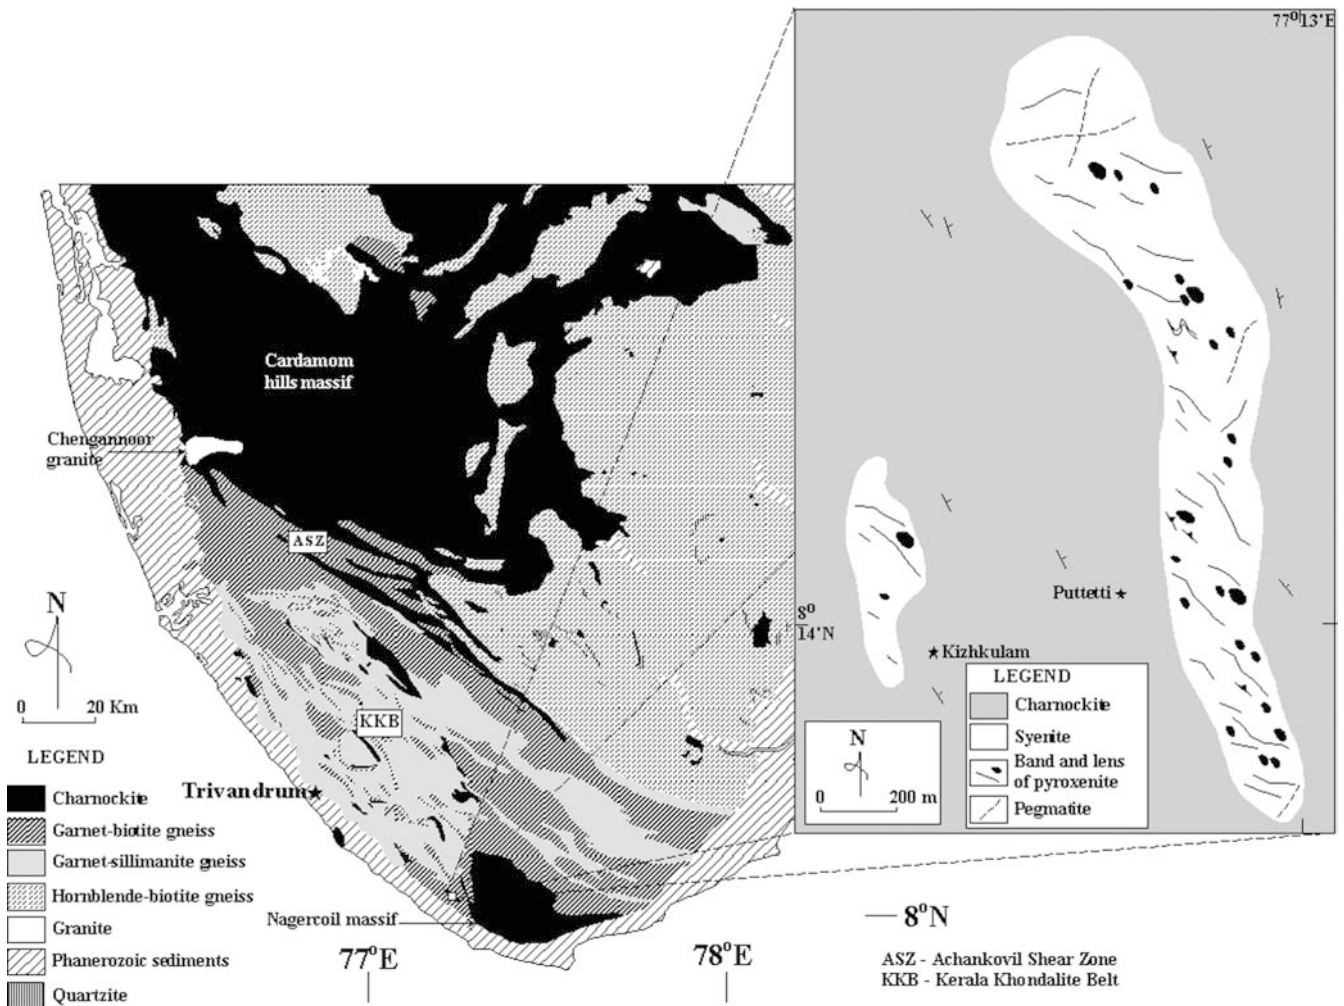 77°13'E
Cardamom
hills massif
Chengannoor
granite
ASZ
N
0 20 Km
KKB
Trivandrum
Nagercoil massif
LEGEND
Charnockite
Garnet-biotite gneiss
Garnet-sillimanite gneiss
Hornblende-biotite gneiss
Granite
Phanerozoic sediments
Quartzite
77°E
78°E
8°N
ASZ - Achankovil Shear Zone
KKB - Kerala Khondalite Belt
8°
14'N
Puttetti
Kizhkulam
N
0 200 m
LEGEND
Charnockite
Syenite
Band and lens
of pyroxenite
Pegmatite